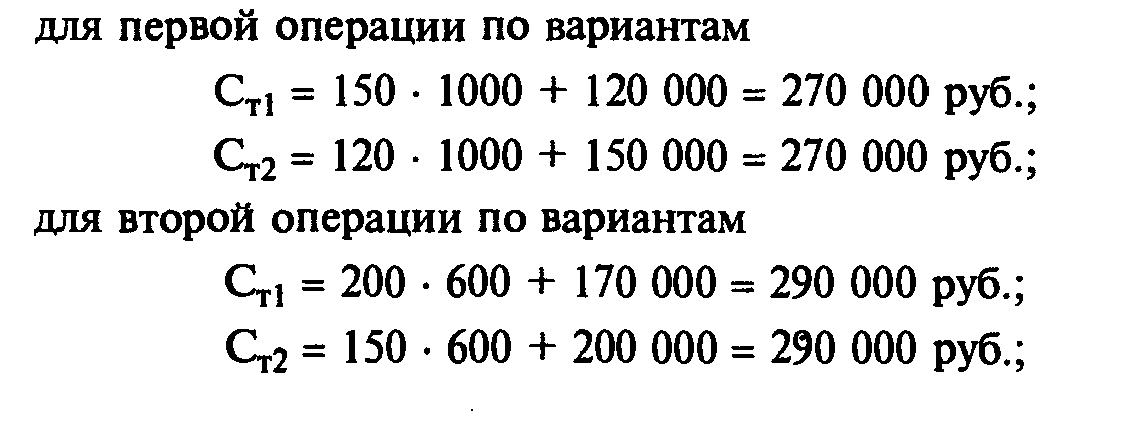 для первой операции по вариантам
Cт1 = 150 · 1000 + 120 000 = 270 000 руб.;
Cт2 = 120 · 1000 + 150 000 = 270 000 руб.;
для второй операции по вариантам
Cт1 = 200 · 600 + 170 000 = 290 000 руб.;
Cт2 = 150 · 600 + 200 000 = 290 000 руб.;